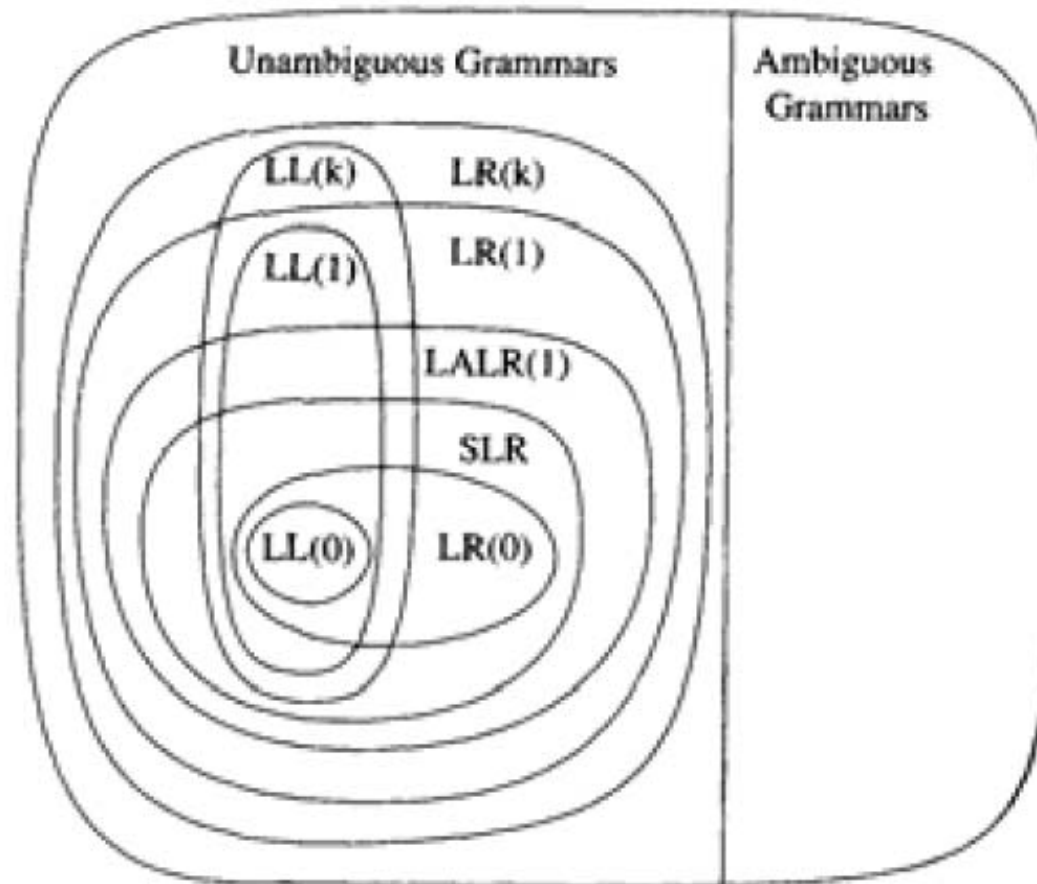 Unambiguous Grammars
Ambiguous
Grammars
LL(k)
LR(k)
LL(1)
LR(1)
LALR(1)
SLR
LL(0)
LR(0)